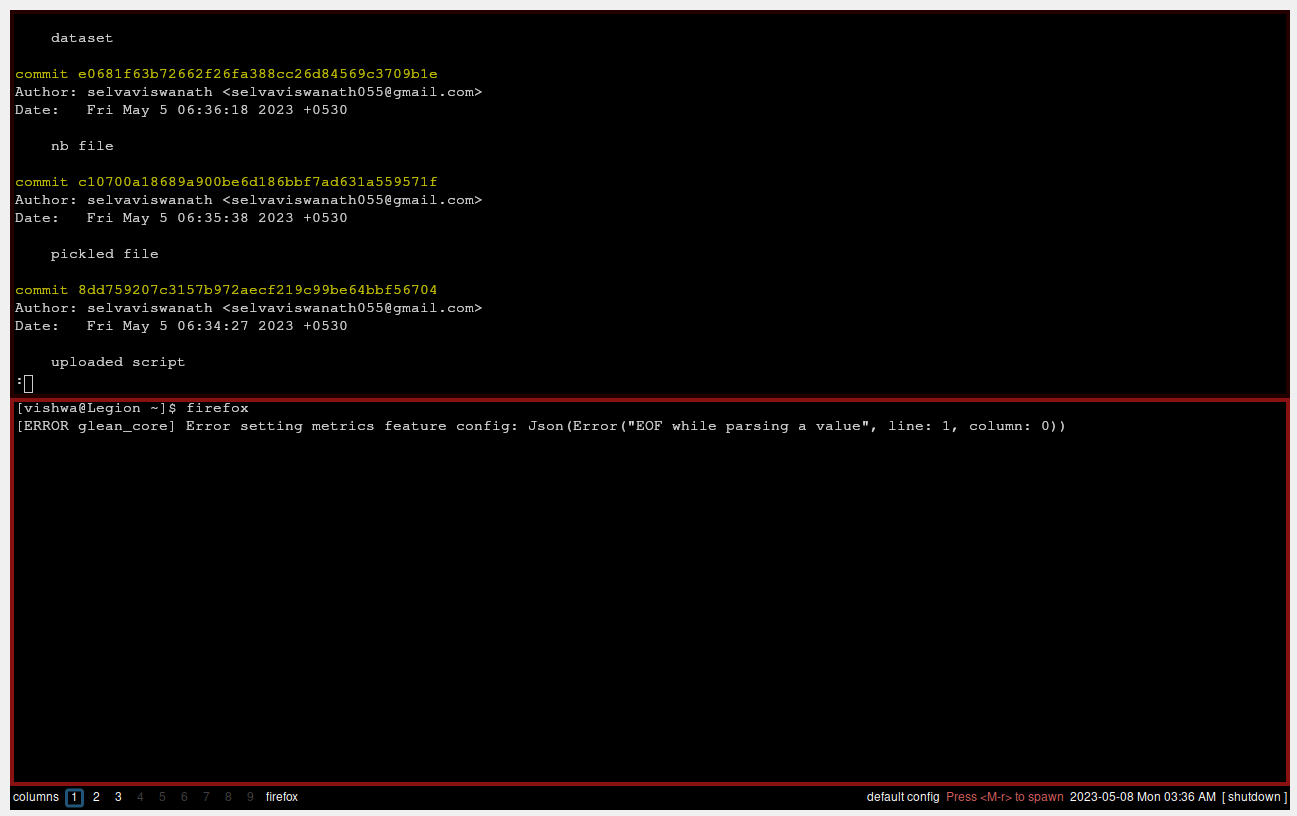 dataset
commit e0681f63b72662f26fa388cc26d84569c3709b1e
Author: selvaviswanath <selvaviswanath055@gmail.com>
Date:   Fri May 5 06:36:18 2023 +0530
nb file
commit c10700a18689a900be6d186bbf7ad631a559571f
Author: selvaviswanath <selvaviswanath055@gmail.com>
Date:   Fri May 5 06:35:38 2023 +0530
pickled file
commit 8dd759207c3157b972aecf219c99be64bbf56704
Author: selvaviswanath <selvaviswanath055@gmail.com>
Date:   Fri May 5 06:34:27 2023 +0530
uploaded script
:
[vishwa@Legion ~]$ firefox
[ERROR glean_core] Error setting metrics feature config: Json(Error("EOF while parsing a value", line: 1, column: 0))
columns 1 2 3 4 5 6 7 8 9 firefox default config Press <M-r> to spawn 2023-05-08 Mon 03:36 AM [ shutdown ]